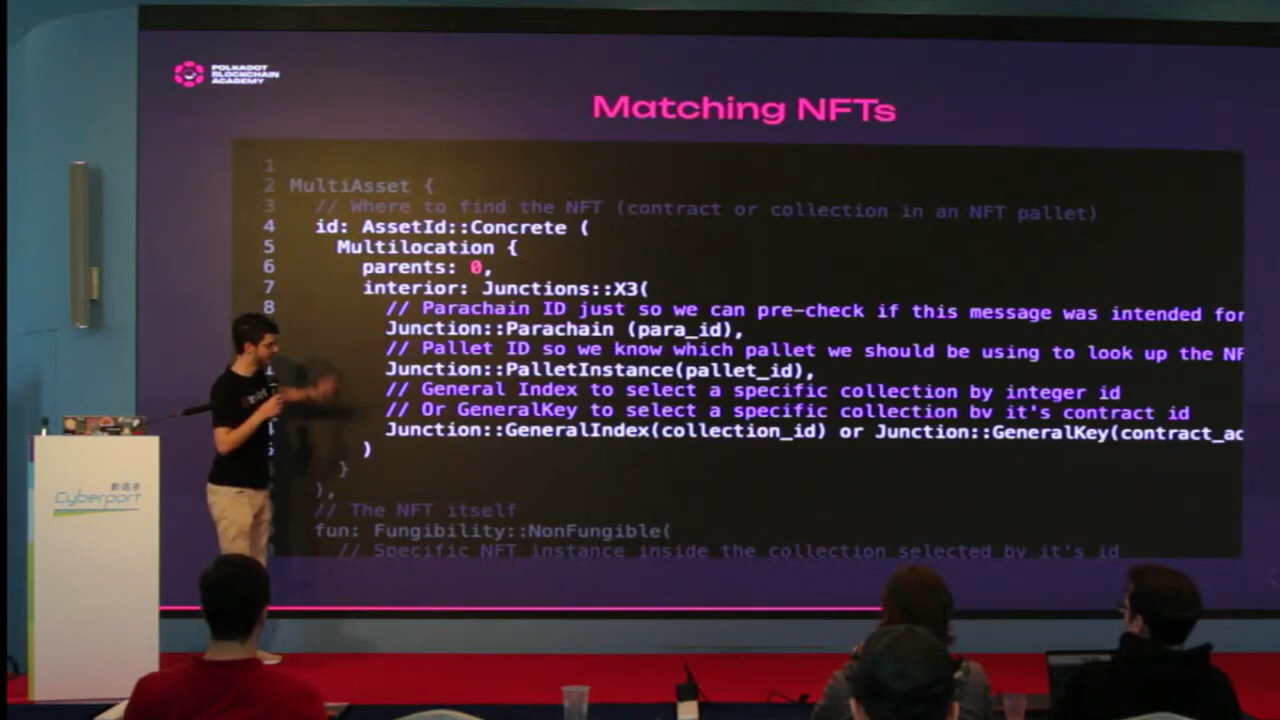 POLKADOT
BLOCKCHAIN
ACADEMY
Matching NFTs
1
2 MultiAsset {
3 // Where to find the NFT (contract or collection in an NFT pallet)
4 id: AssetId::Concrete (
5 Multilocation {
6 parents: 0,
7 interior: Junctions::X3(
8 // Parachain ID just so we can pre-check if this message was intended for
Junction::Parachain (para_id),
// Pallet ID so we know which pallet we should be using to look up the NF
Junction::PalletInstance(pallet_id),
// General Index to select a specific collection by integer id
// Or GeneralKey to select a specific collection by it's contract id
Junction::GeneralIndex(collection_id) or Junction::GeneralKey(contract_ad
)
}
),
// The NFT itself
fun: Fungibility::NonFungible(
// Specific NFT instance inside the collection selected by it's id
數碼港
Cyberport